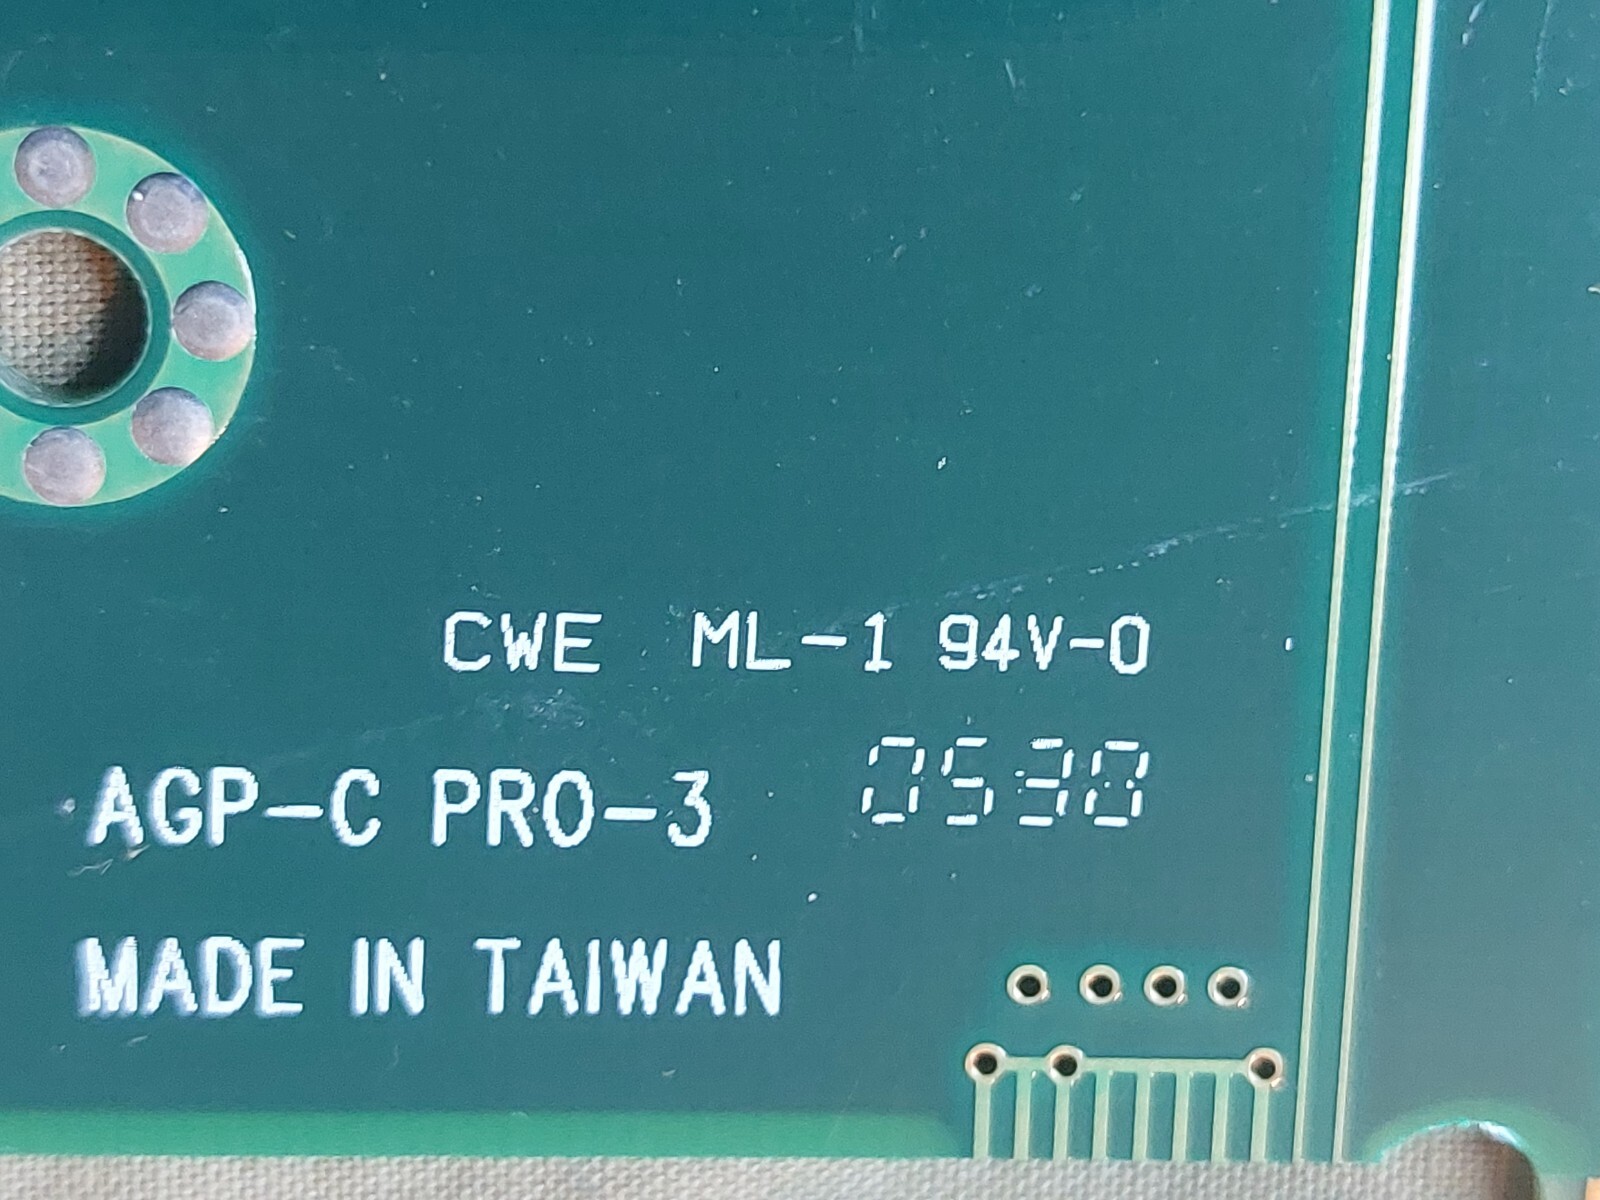 CWE ML-1 94V-0
AGP-C PRO-3 0530
MADE IN TAIWAN